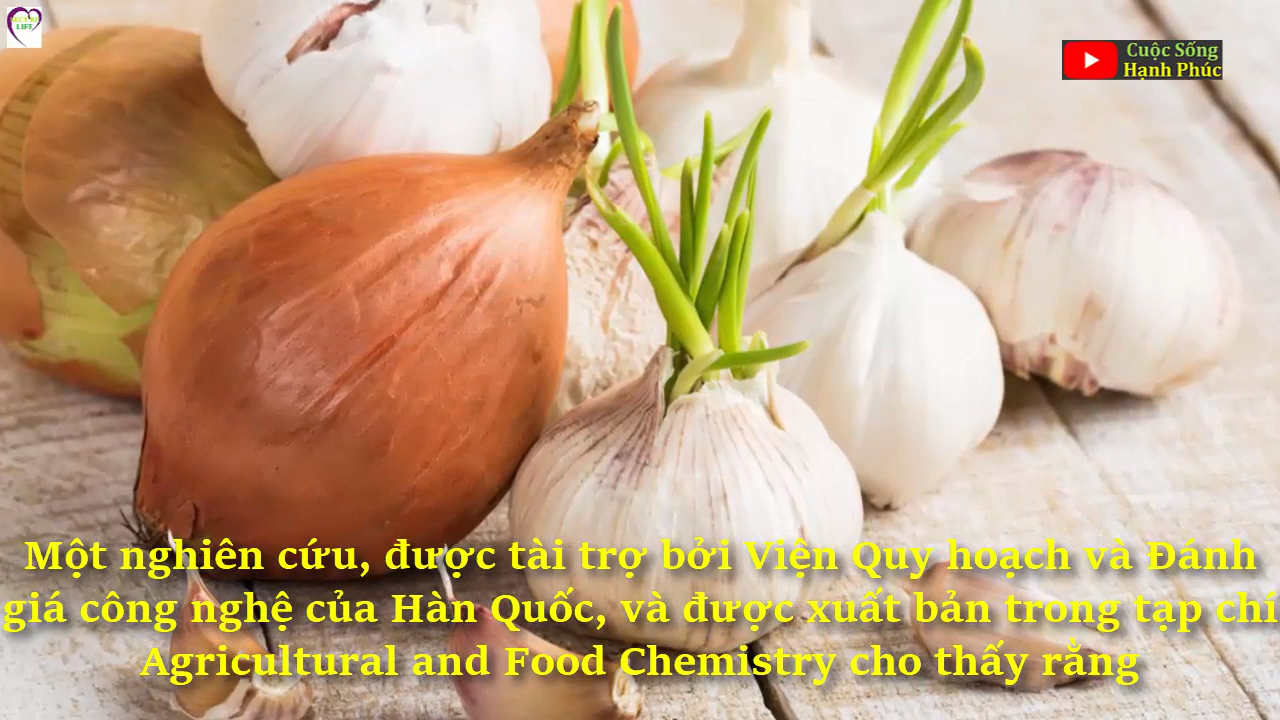 LIFE
Cuộc Sống
Hạnh Phúc
Một nghiên cứu, được tài trợ bởi Viện Quy hoạch và Đánh
giá công nghệ của Hàn Quốc, và được xuất bản trong tạp chí
Agricultural and Food Chemistry cho thấy rằng